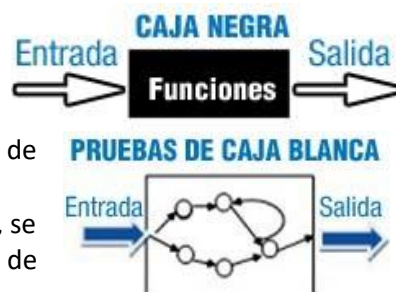 CAJA NEGRA
Entrada Salida
Funciones
de
PRUEBAS DE CAJA BLANCA
Entrada Salida
, se
de